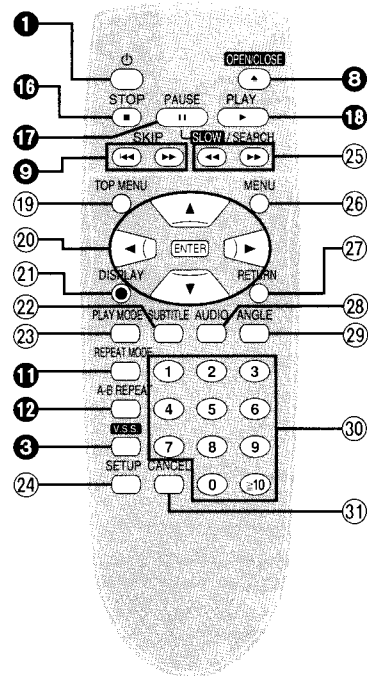 1
OPEN/CLOSE
8
16
STOP
PAUSE
PLAY
18
17
SKIP
SLOW/SEARCH
25
9
19
TOP MENU
MENU
26
20
ENTER
27
21
DISPLAY
RETURN
22
PLAY MODE
SUBTITLE
AUDIO
ANGLE
28
23
29
REPEAT MODE
11
1 2 3
A-B REPEAT
12
4 5 6
30
V.S.S.
3
7 8 9
SETUP
CANCEL
24
0 ≥10
31